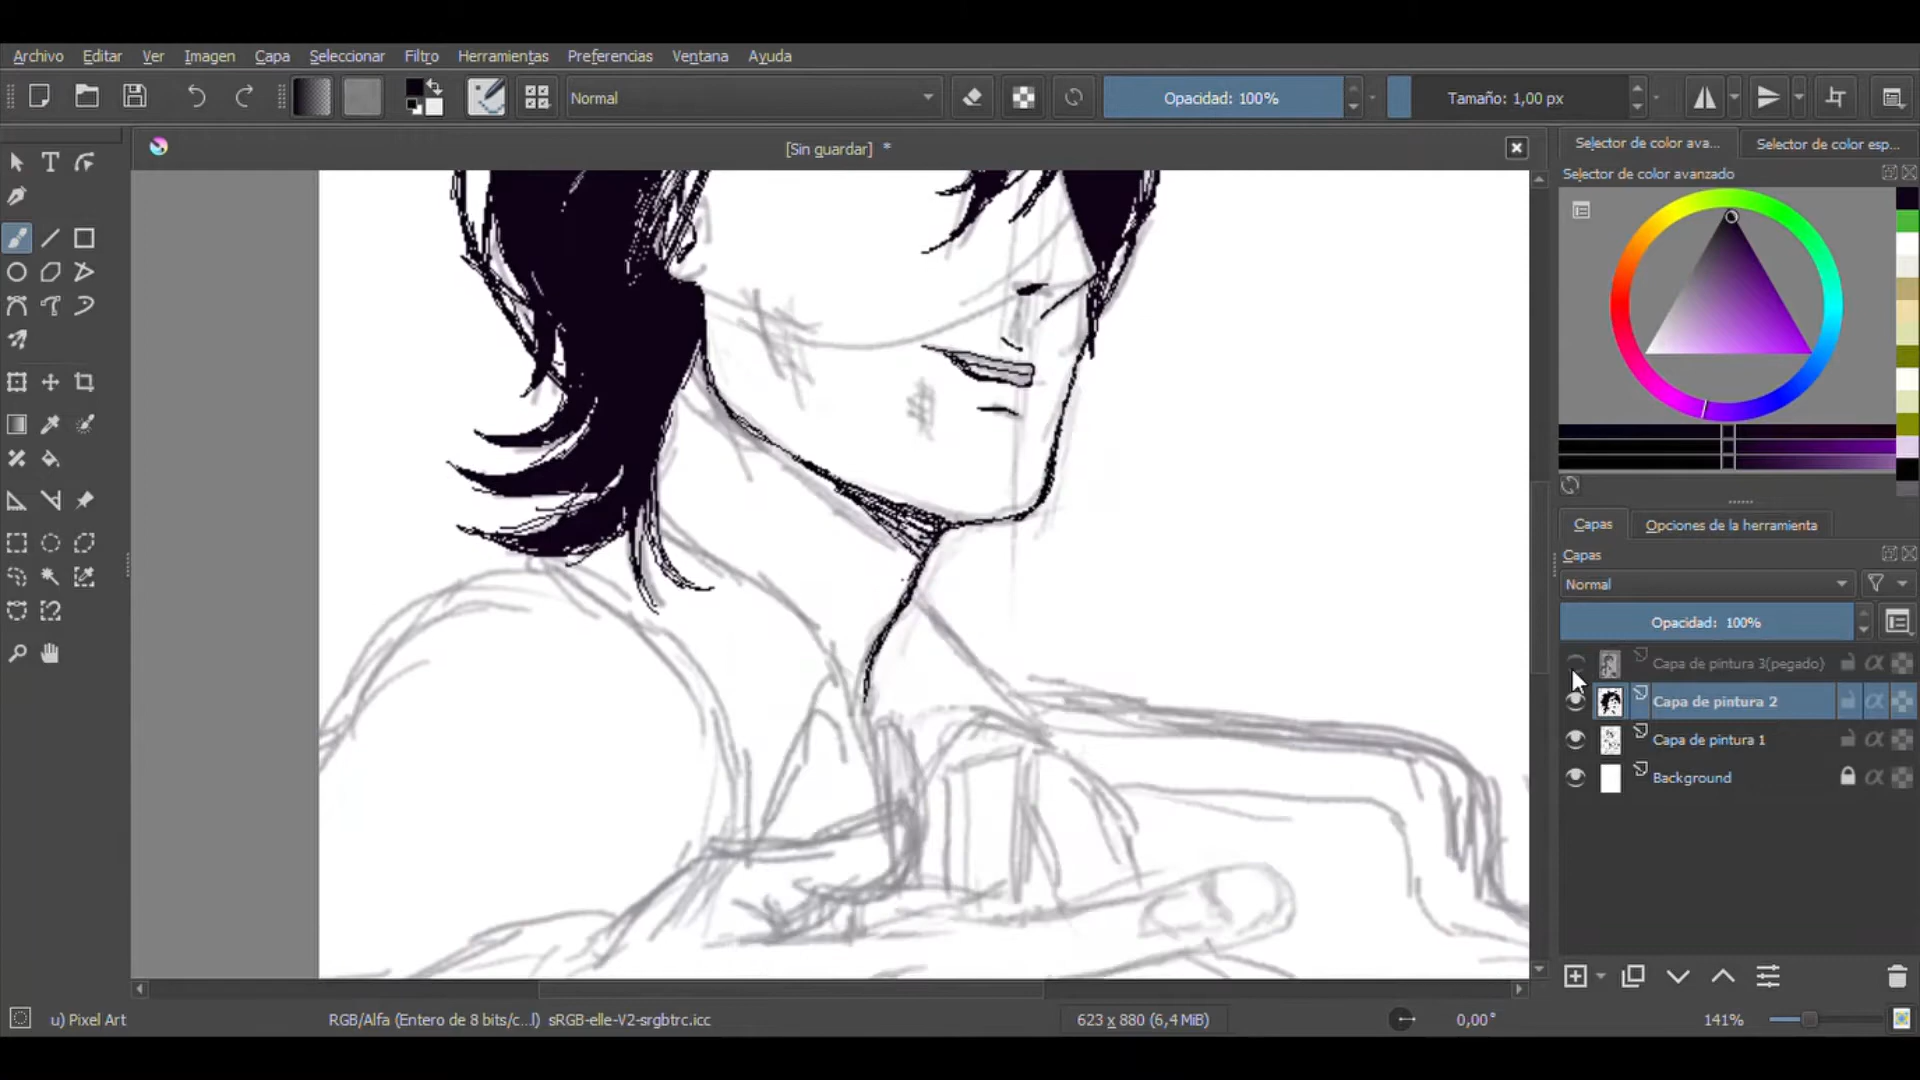 Archivo Editar Ver Imagen Capa Seleccionar Filtro Herramientas Preferencias Ventana Ayuda
Normal Opacidad: 100% Tamaño: 1,00 px
[Sin guardar] *
Selector de color ava... Selector de color esp...
Selector de color avanzado
Capas Opciones de la herramienta
Capas
Normal
Opacidad: 100%
Capa de pintura 3(pegado)
Capa de pintura 2
Capa de pintura 1
Background
u) Pixel Art RGB/Alfa (Entero de 8 bits/c...l) sRGB-elle-V2-srgbtrc.icc 623 x 880 (6,4 MiB) 0,00° 141%